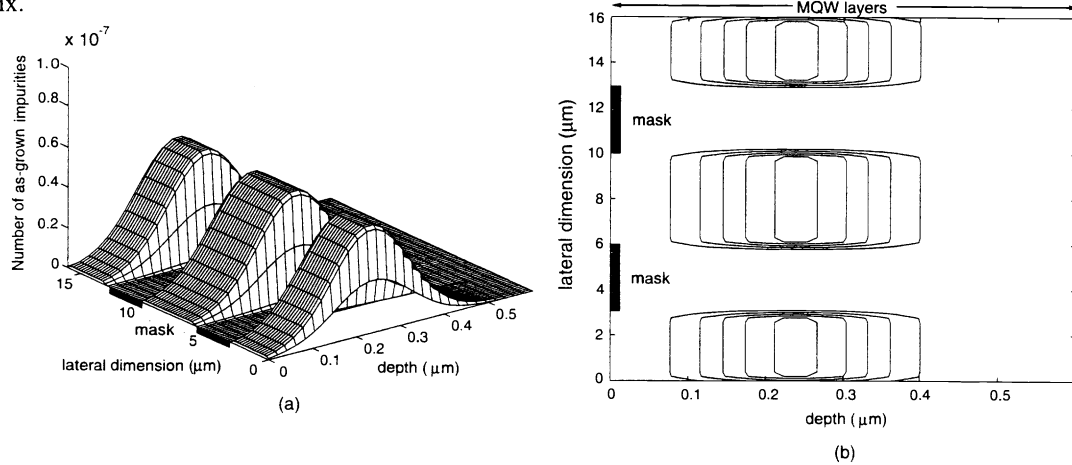 ix.
x 10-7
Number of as-grown impurities
1.0
0.8
0.6
0.4
0.2
0
15
10
5
0
mask
lateral dimension (μm)
0
0.1
0.2
0.3
0.4
0.5
depth (μm)
(a)
MQW layers
lateral dimension (μm)
16
14
12
10
8
6
4
2
0
mask
mask
0
0.1
0.2
0.3
0.4
0.5
depth (μm)
(b)